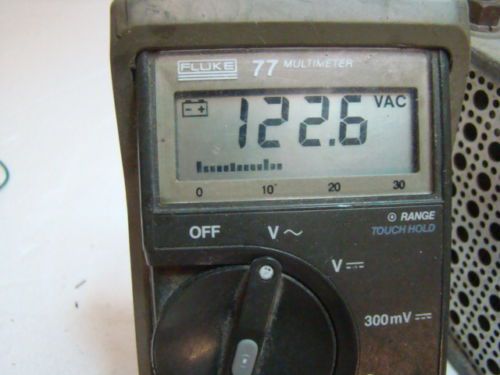 FLUKE 77 MULTIMETER
- +
122.6 VAC
0 10 20 30
RANGE
TOUCH HOLD
OFF V～
V⎓
300mV⎓